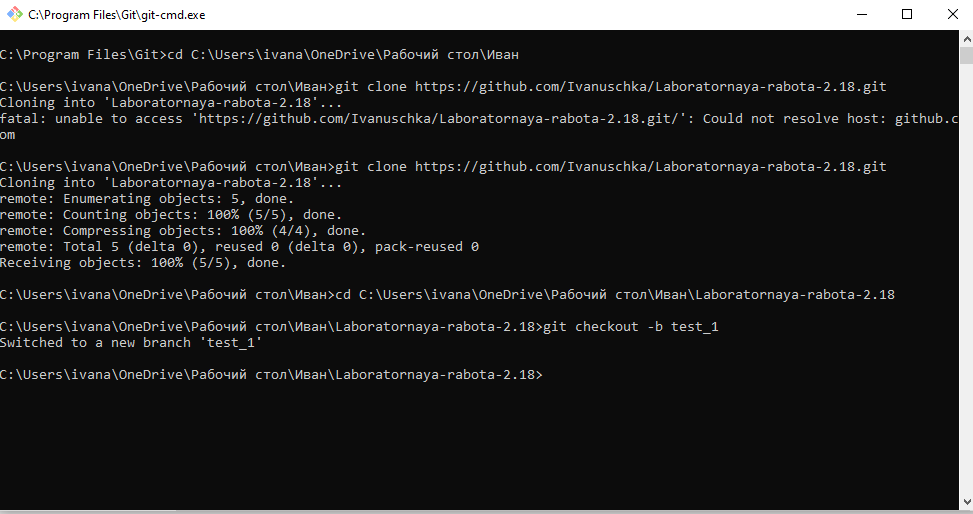 C:\Program Files\Git\git-cmd.exe
C:\Program Files\Git>cd C:\Users\ivana\OneDrive\Рабочий стол\Иван
C:\Users\ivana\OneDrive\Рабочий стол\Иван>git clone https://github.com/Ivanuschka/Laboratornaya-rabota-2.18.git
Cloning into 'Laboratornaya-rabota-2.18'...
fatal: unable to access 'https://github.com/Ivanuschka/Laboratornaya-rabota-2.18.git/': Could not resolve host: github.c
om
C:\Users\ivana\OneDrive\Рабочий стол\Иван>git clone https://github.com/Ivanuschka/Laboratornaya-rabota-2.18.git
Cloning into 'Laboratornaya-rabota-2.18'...
remote: Enumerating objects: 5, done.
remote: Counting objects: 100% (5/5), done.
remote: Compressing objects: 100% (4/4), done.
remote: Total 5 (delta 0), reused 0 (delta 0), pack-reused 0
Receiving objects: 100% (5/5), done.
C:\Users\ivana\OneDrive\Рабочий стол\Иван>cd C:\Users\ivana\OneDrive\Рабочий стол\Иван\Laboratornaya-rabota-2.18
C:\Users\ivana\OneDrive\Рабочий стол\Иван\Laboratornaya-rabota-2.18>git checkout -b test_1
Switched to a new branch 'test_1'
C:\Users\ivana\OneDrive\Рабочий стол\Иван\Laboratornaya-rabota-2.18>